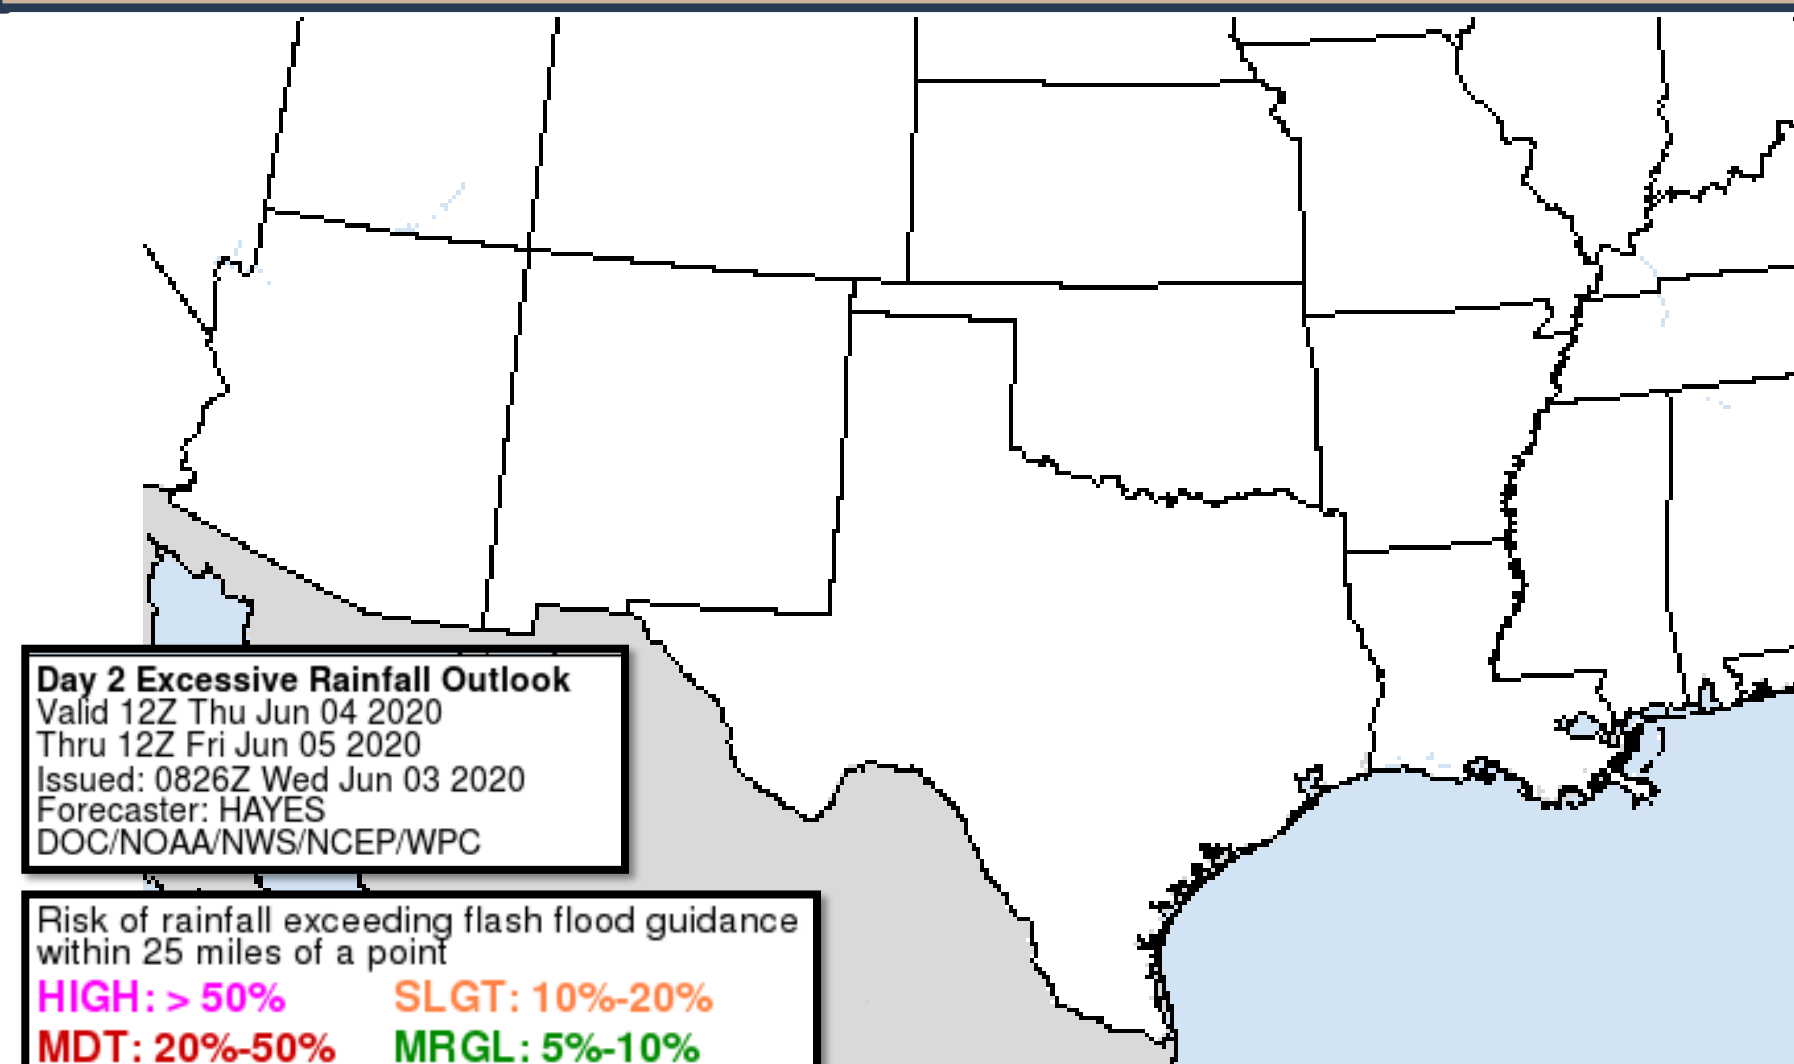 Day 2 Excessive Rainfall Outlook
Valid 12Z Thu Jun 04 2020
Thru 12Z Fri Jun 05 2020
Issued: 0826Z Wed Jun 03 2020
Forecaster: HAYES
DOC/NOAA/NWS/NCEP/WPC
Risk of rainfall exceeding flash flood guidance
within 25 miles of a point
HIGH: > 50% SLGT: 10%-20%
MDT: 20%-50% MRGL: 5%-10%